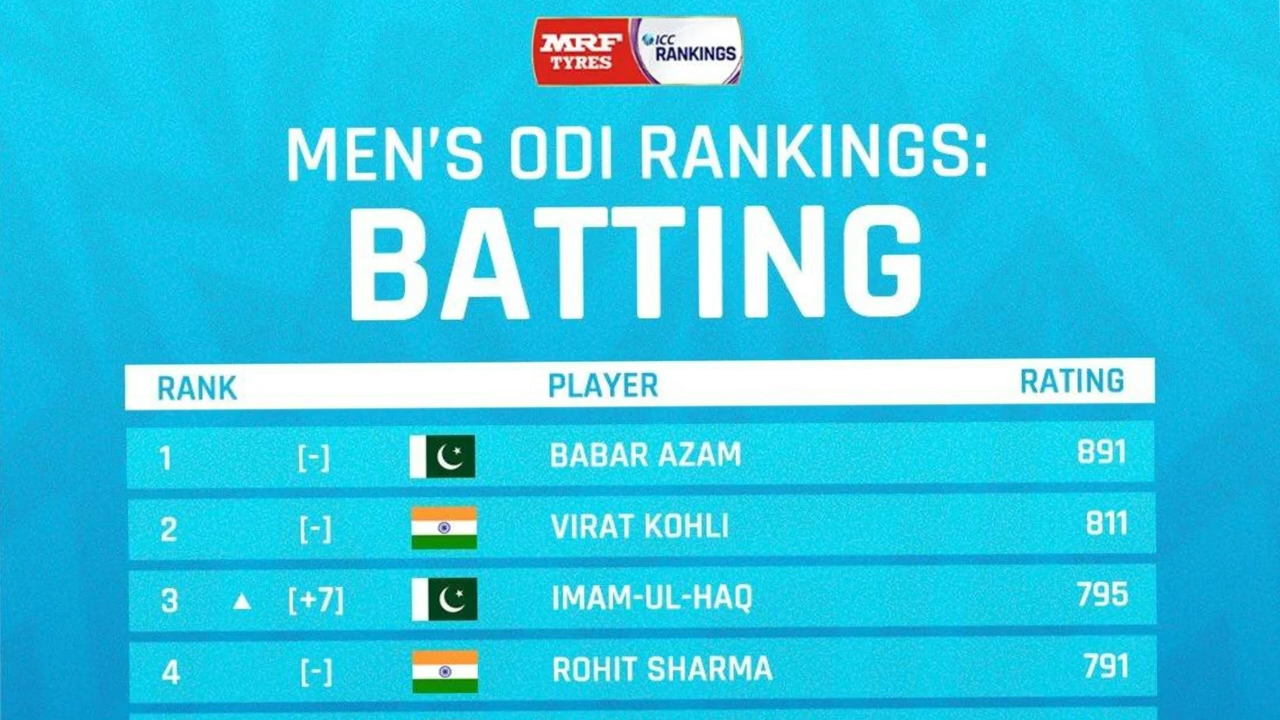 MRF
TYRES
ICC
RANKINGS
MEN'S ODI RANKINGS:
BATTING
RANK PLAYER RATING
1 [-] BABAR AZAM 891
2 [-] VIRAT KOHLI 811
3 ▲ [+7] IMAM-UL-HAQ 795
4 [-] ROHIT SHARMA 791